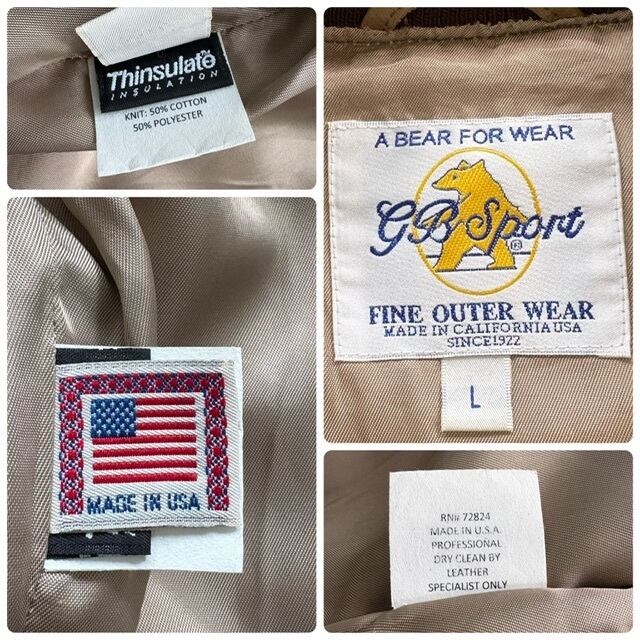 Thinsulate™
INSULATION
KNIT: 50% COTTON
50% POLYESTER
A BEAR FOR WEAR
GB Sport
®
FINE OUTER WEAR
MADE IN CALIFORNIA USA
SINCE1922
L
MADE IN USA
RN# 72824
MADE IN U.S.A.
PROFESSIONAL
DRY CLEAN BY
LEATHER
SPECIALIST ONLY